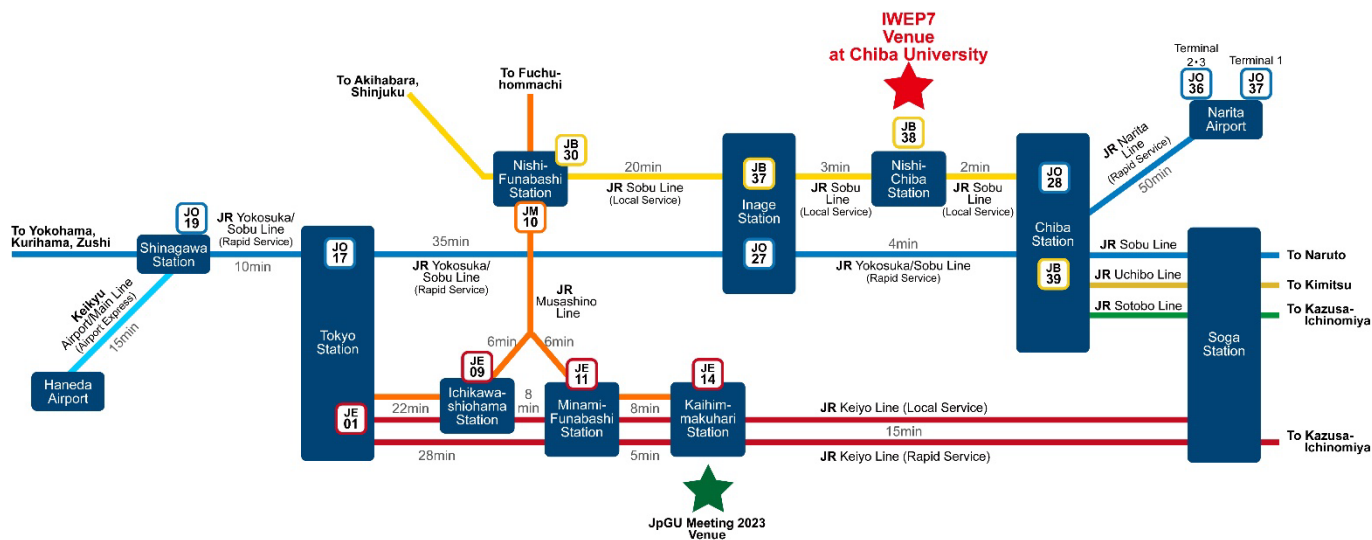 IWEP7
Venue
at Chiba University
Terminal
2・3
Terminal 1
JO
36
JO
37
Narita
Airport
To Akihabara,
Shinjuku
To Fuchu-
hommachi
JB
30
JB
38
Nishi-
Funabashi
Station
20min
JR Sobu Line
(Local Service)
JB
37
Inage
Station
JO
27
3min
JR Sobu
Line
(Local Service)
Nishi-
Chiba
Station
2min
JR Sobu
Line
(Local Service)
JO
28
Chiba
Station
JB
39
JR Narita
Line
(Rapid Service)
50min
JM
10
To Yokohama,
Kurihama, Zushi
JO
19
Shinagawa
Station
JR Yokosuka/
Sobu Line
(Rapid Service)
10min
JO
17
Tokyo
Station
JE
01
35min
JR Yokosuka/
Sobu Line
(Rapid Service)
4min
JR Yokosuka/Sobu Line
(Rapid Service)
JR Sobu Line
JR Uchibo Line
JR Sotobo Line
To Naruto
To Kimitsu
To Kazusa-
Ichinomiya
Soga
Station
Keikyu
Airport/Main Line
(Airport Express)
15min
Haneda
Airport
JR
Musashino
Line
6min
6min
JE
09
Ichikawa-
shiohama
Station
JE
11
Minami-
Funabashi
Station
JE
14
Kaihim-
makuhari
Station
22min
8
min
8min
JR Keiyo Line (Local Service)
15min
28min
5min
JR Keiyo Line (Rapid Service)
To Kazusa-
Ichinomiya
JpGU Meeting 2023
Venue